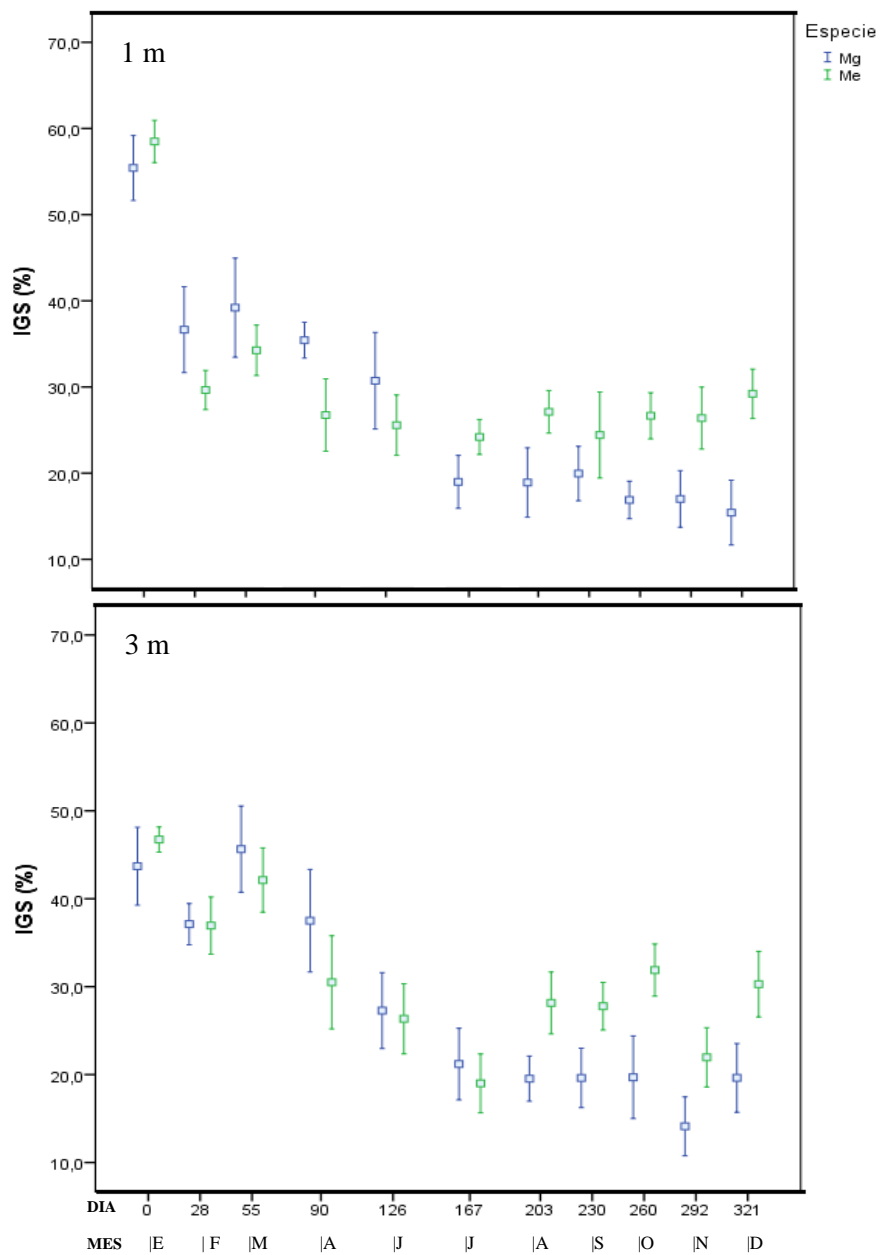 1 m
70,0
60,0
50,0
40,0
30,0
20,0
10,0
IGS (%)
Especie
Mg
Me
3 m
70,0
60,0
50,0
40,0
30,0
20,0
10,0
IGS (%)
DIA 0 28 55 90 126 167 203 230 260 292 321
MES |E |F |M |A |J |J |A |S |O |N |D